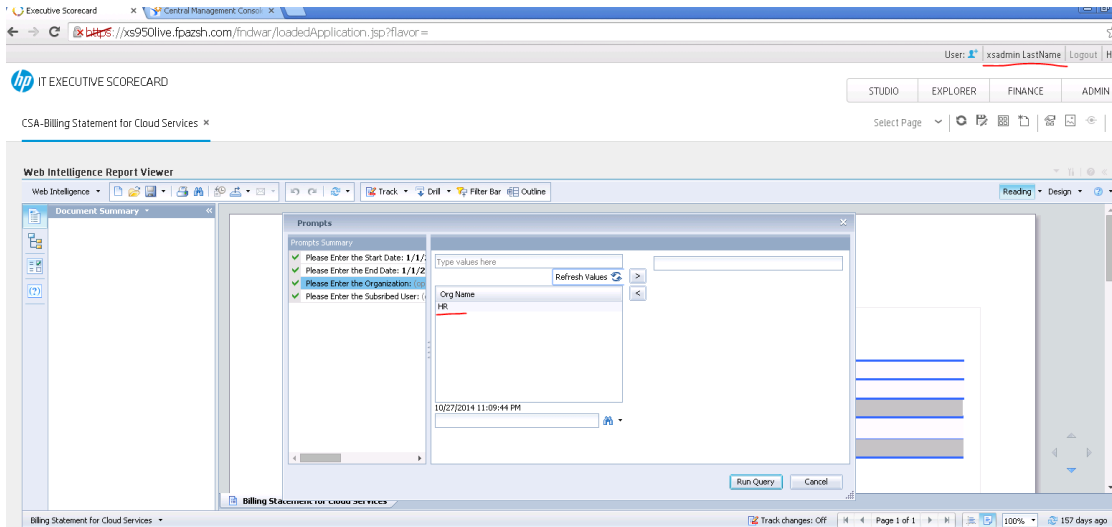 Executive Scorecard × Central Management Consol ×
https://xs950live.fpazsh.com/fndwar/loadedApplication.jsp?flavor=
User: xsadmin LastName Logout H
hp IT EXECUTIVE SCORECARD
STUDIO EXPLORER FINANCE ADMIN
CSA-Billing Statement for Cloud Services ×
Select Page
Web Intelligence Report Viewer
Web Intelligence Track Drill Filter Bar Outline Reading Design
Document Summary «
Prompts
Prompts Summary
Please Enter the Start Date: 1/1/
Please Enter the End Date: 1/1/2
Please Enter the Organization: (op
Please Enter the Subsribed User: (
Type values here
Refresh Values >
<
Org Name
HR
10/27/2014 11:09:44 PM
Run Query Cancel
Billing Statement for Cloud Services
Billing Statement for Cloud Services Track changes: Off Page 1 of 1 100% 157 days ago